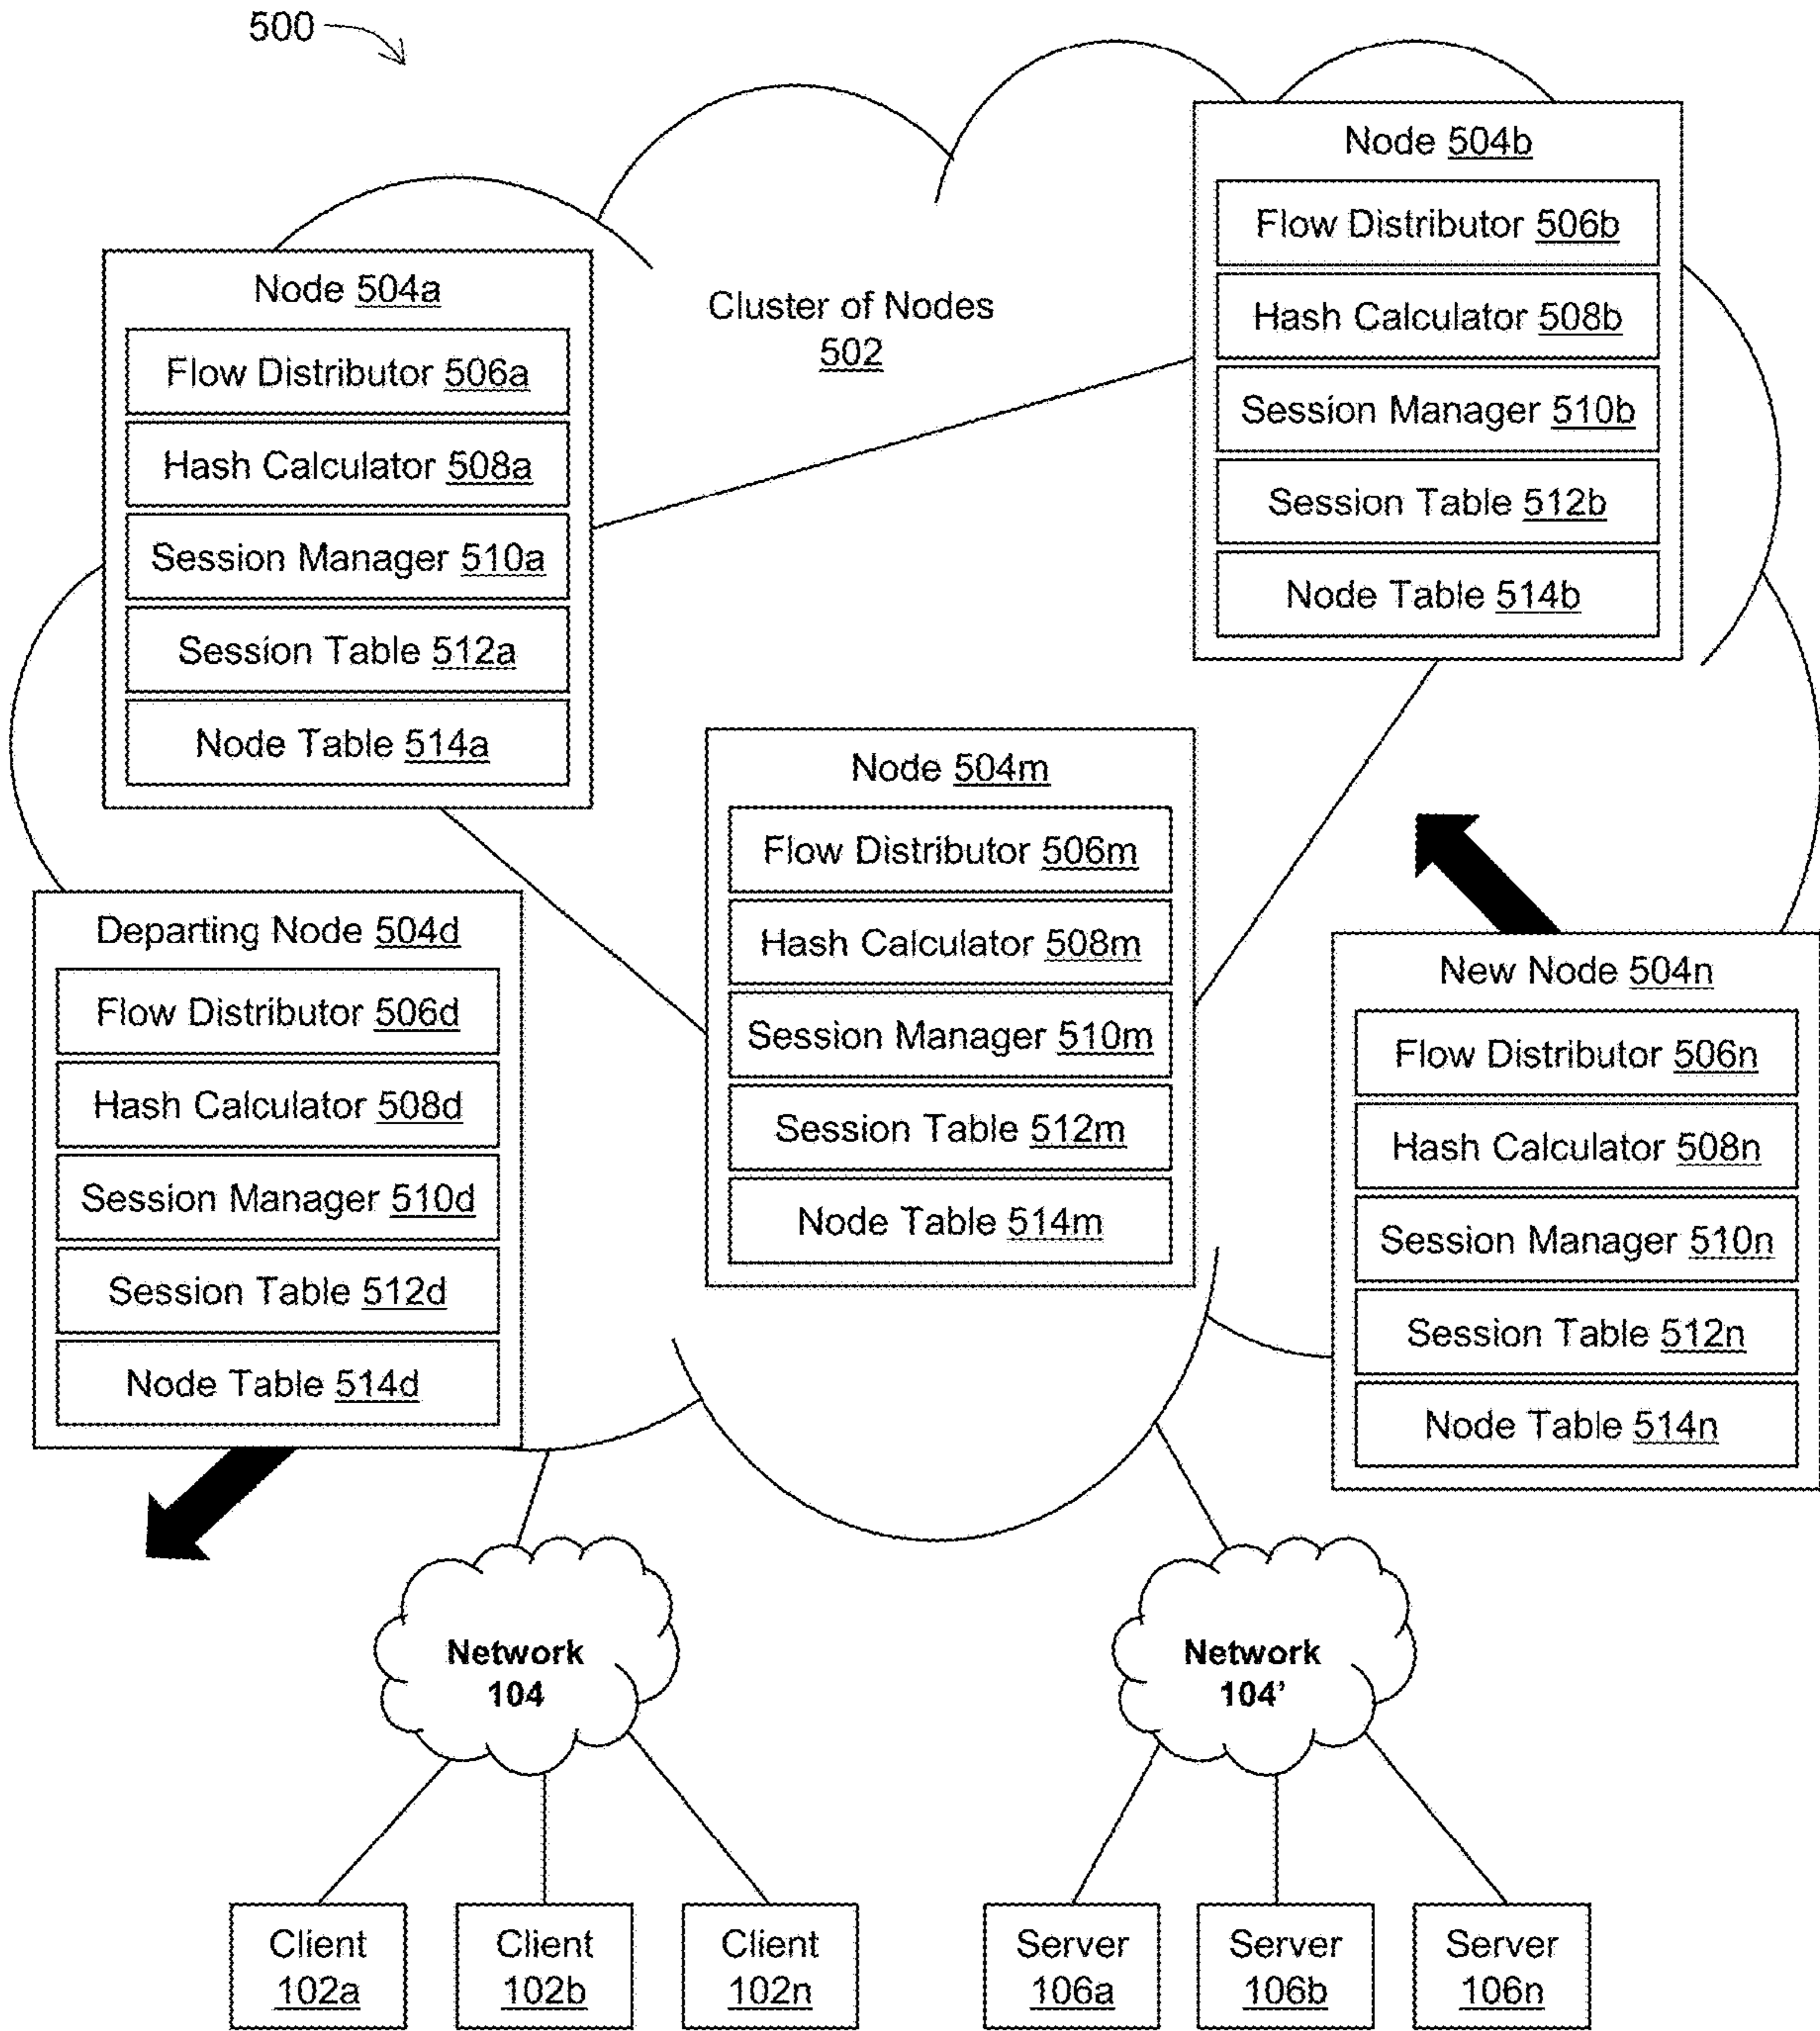 500
Node 504b
Flow Distributor 506b
Hash Calculator 508b
Session Manager 510b
Session Table 512b
Node Table 514b
Node 504a
Flow Distributor 506a
Hash Calculator 508a
Session Manager 510a
Session Table 512a
Node Table 514a
Cluster of Nodes
502
Node 504m
Flow Distributor 506m
Hash Calculator 508m
Session Manager 510m
Session Table 512m
Node Table 514m
Departing Node 504d
Flow Distributor 506d
Hash Calculator 508d
Session Manager 510d
Session Table 512d
Node Table 514d
New Node 504n
Flow Distributor 506n
Hash Calculator 508n
Session Manager 510n
Session Table 512n
Node Table 514n
Network
104
Network
104'
Client
102a
Client
102b
Client
102n
Server
106a
Server
106b
Server
106n